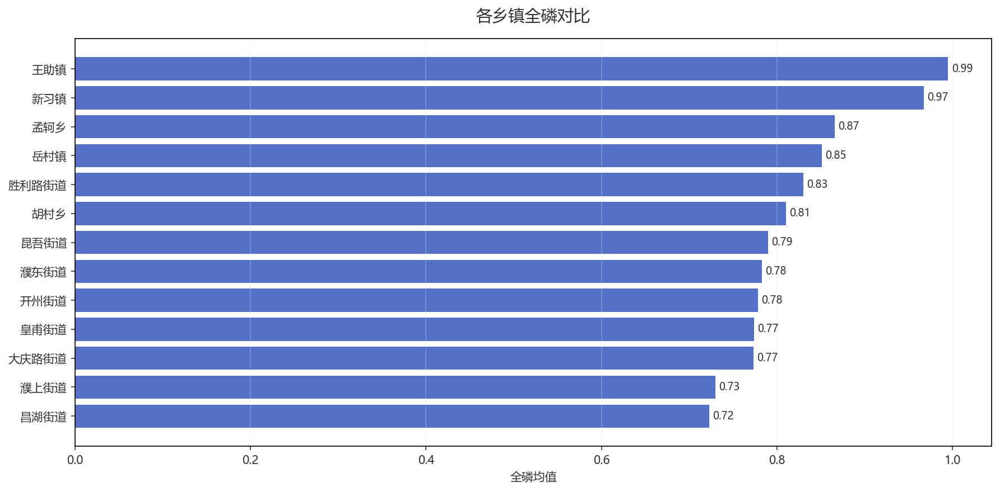 各乡镇全磷对比
王助镇 0.99
新习镇 0.97
孟轲乡 0.87
岳村镇 0.85
胜利路街道 0.83
胡村乡 0.81
昆吾街道 0.79
濮东街道 0.78
开州街道 0.78
皇甫街道 0.77
大庆路街道 0.77
濮上街道 0.73
昌湖街道 0.72
0.0 0.2 0.4 0.6 0.8 1.0
全磷均值